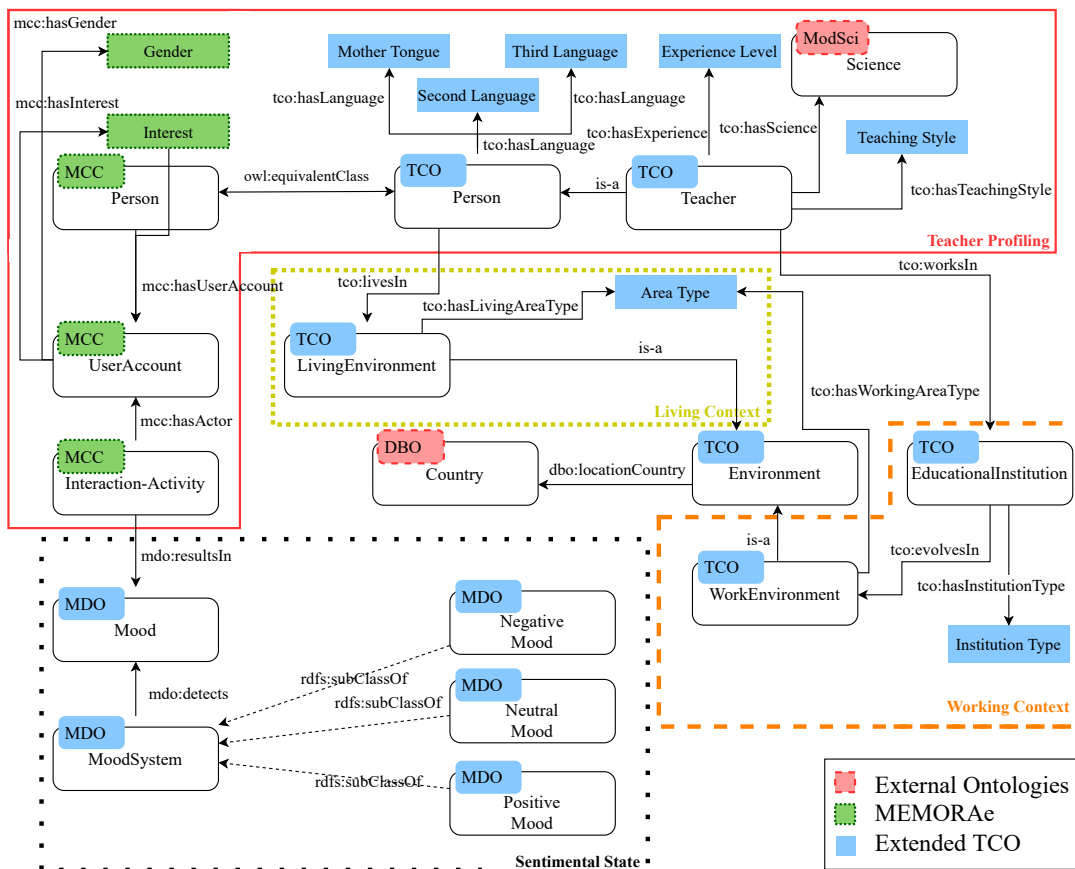 mcc:hasGender
Gender
Mother Tongue
Third Language
Experience Level
ModSci
Science
mcc:hasInterest
tco:hasLanguage
Second Language
tco:hasLanguage
Interest
tco:hasLanguage
tco:hasExperience
tco:hasScience
Teaching Style
MCC
Person
owl:equivalentClass
TCO
Person
is-a
TCO
Teacher
tco:hasTeachingStyle
Teacher Profiling
mcc:hasUserAccount
tco:livesIn
tco:hasLivingAreaType
Area Type
tco:worksIn
MCC
UserAccount
TCO
LivingEnvironment
is-a
tco:hasWorkingAreaType
Living Context
mcc:hasActor
MCC
Interaction-Activity
DBO
Country
dbo:locationCountry
TCO
Environment
TCO
EducationalInstitution
mdo:resultsIn
is-a
tco:evolvesIn
TCO
WorkEnvironment
tco:hasInstitutionType
MDO
Mood
MDO
Negative
Mood
Institution Type
mdo:detects
rdfs:subClassOf
rdfs:subClassOf
MDO
Neutral
Mood
Working Context
MDO
MoodSystem
rdfs:subClassOf
MDO
Positive
Mood
Sentimental State
External Ontologies
MEMORAe
Extended TCO